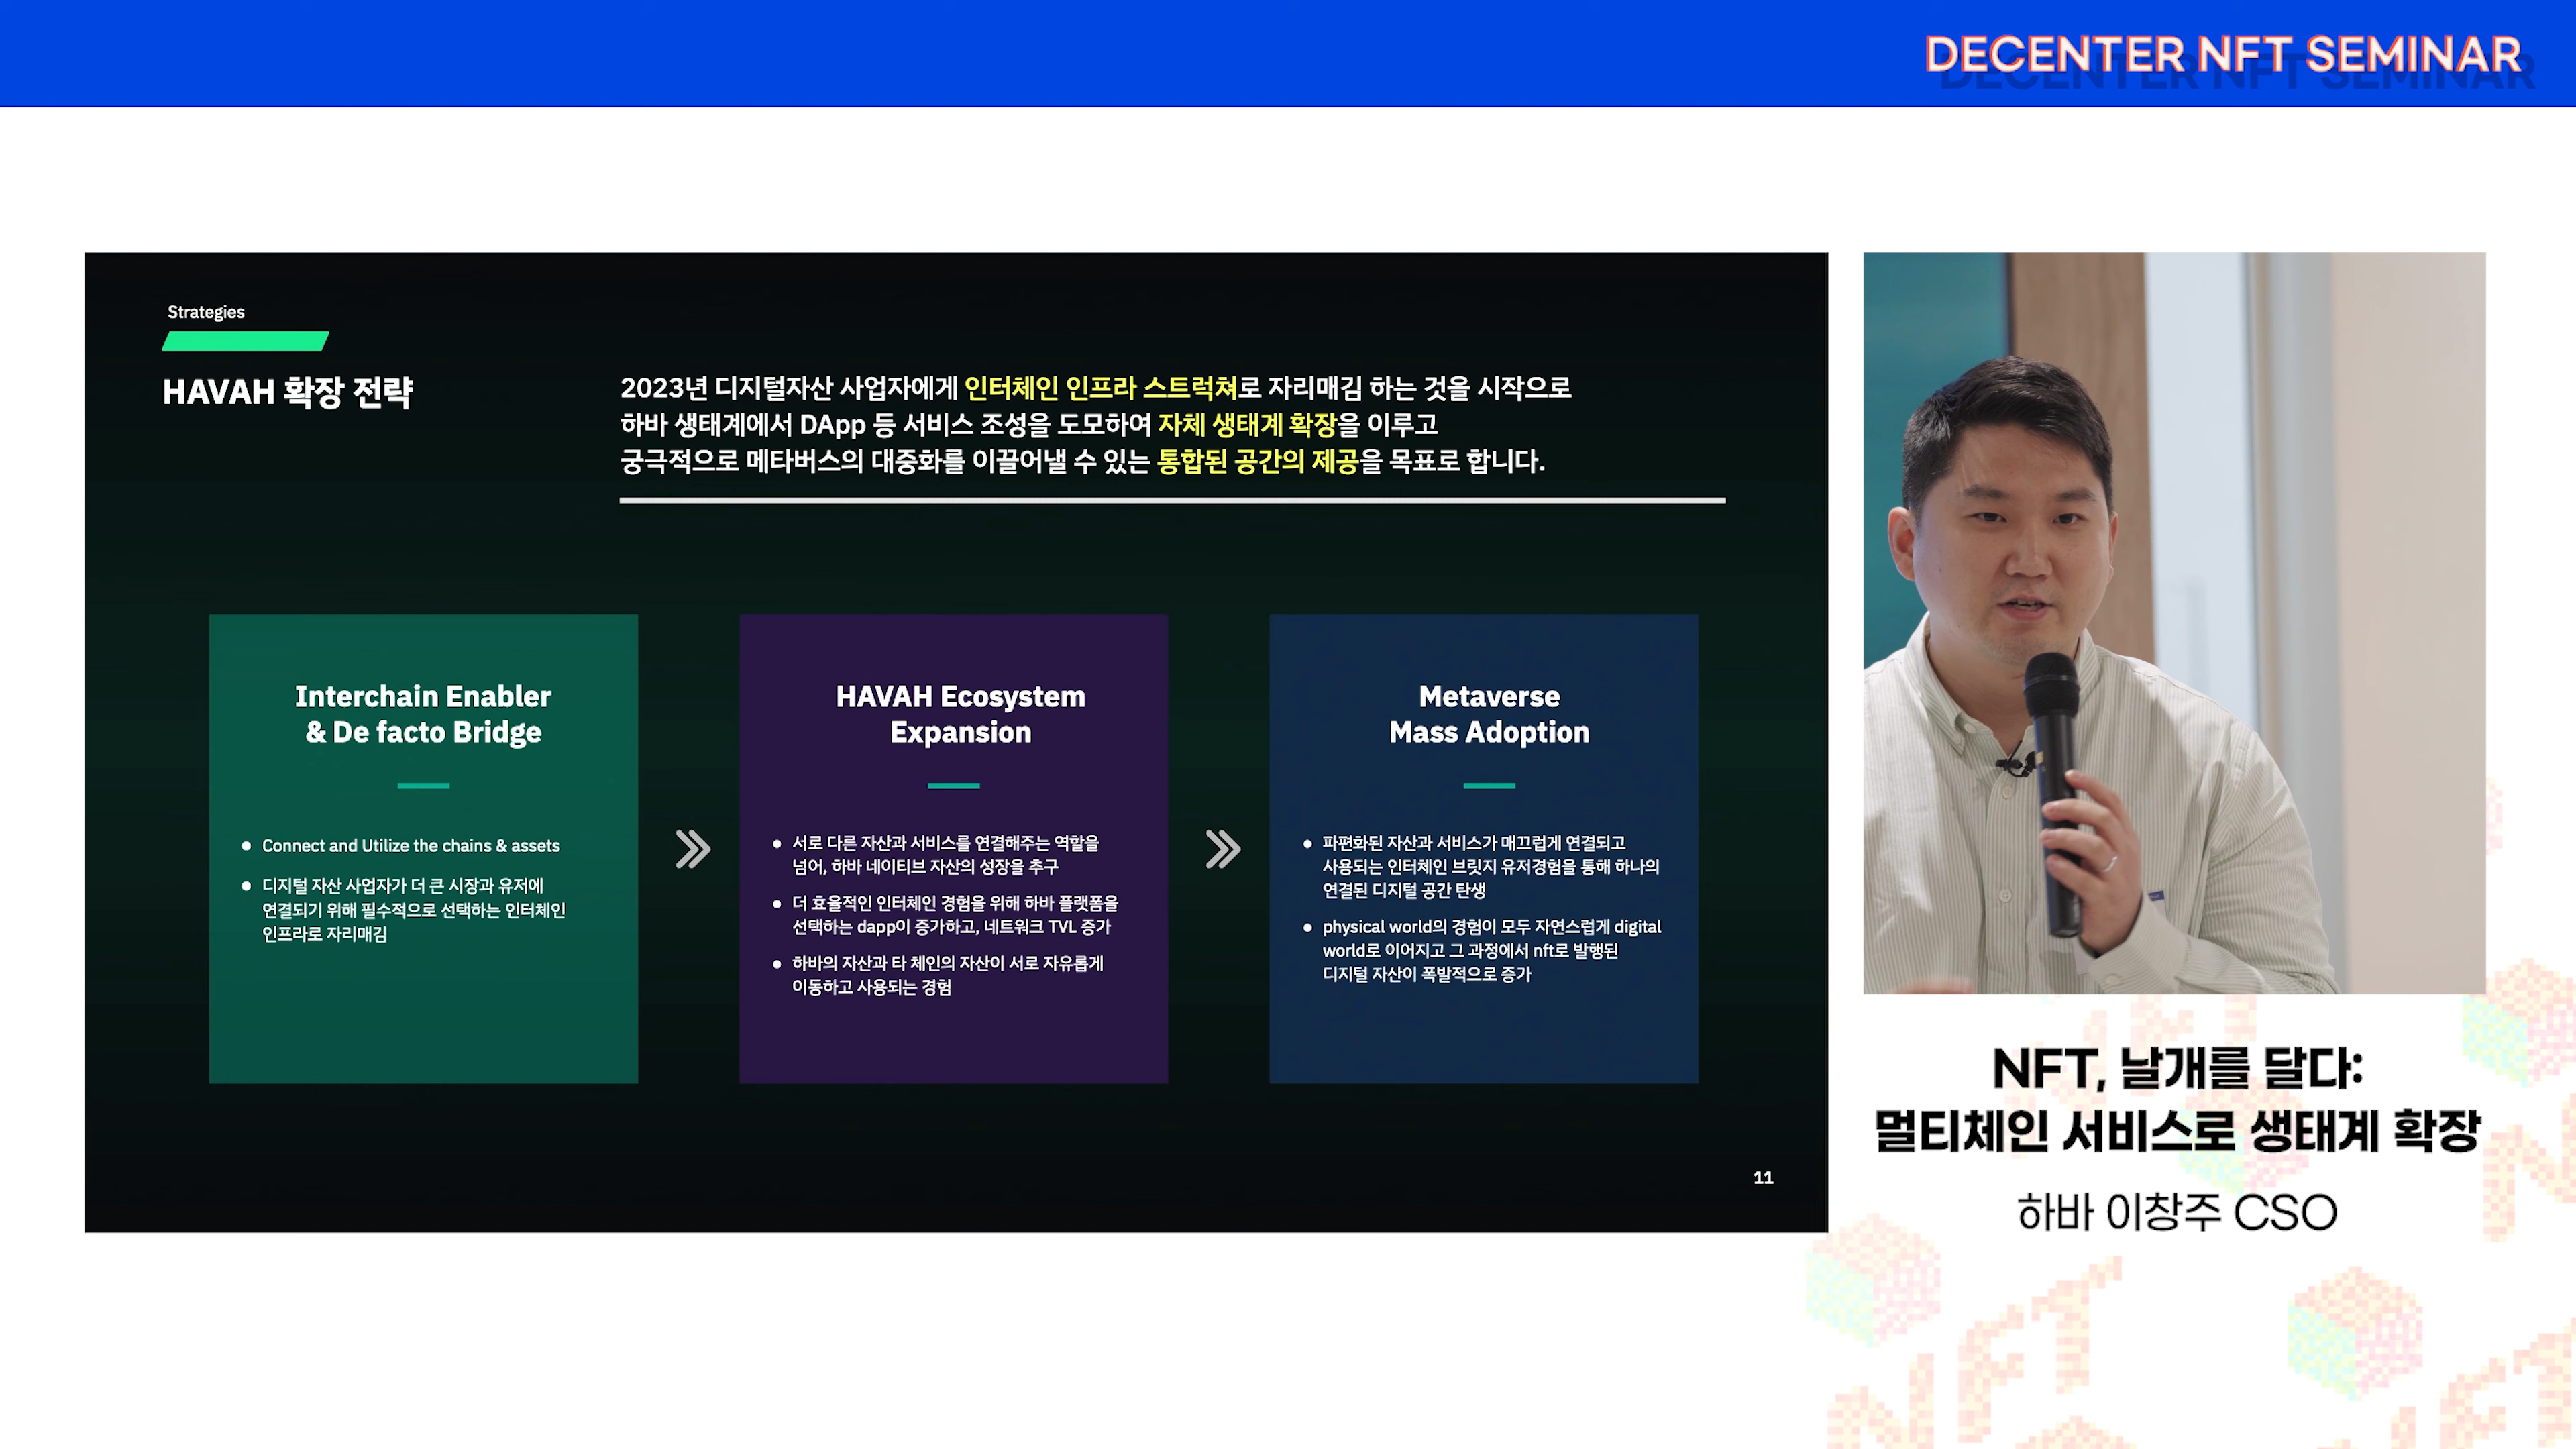 DECENTER NFT SEMINAR
Strategies
HAVAH 확장 전략
2023년 디지털자산 사업자에게 인터체인 인프라 스트럭쳐로 자리매김 하는 것을 시작으로
하바 생태계에서 DApp 등 서비스 조성을 도모하여 자체 생태계 확장을 이루고
궁극적으로 메타버스의 대중화를 이끌어낼 수 있는 통합된 공간의 제공을 목표로 합니다.
Interchain Enabler
& De facto Bridge
● Connect and Utilize the chains & assets
● 디지털 자산 사업자가 더 큰 시장과 유저에
연결되기 위해 필수적으로 선택하는 인터체인
인프라로 자리매김
HAVAH Ecosystem
Expansion
● 서로 다른 자산과 서비스를 연결해주는 역할을
넘어, 하바 네이티브 자산의 성장을 추구
● 더 효율적인 인터체인 경험을 위해 하바 플랫폼을
선택하는 dapp이 증가하고, 네트워크 TVL 증가
● 하바의 자산과 타 체인의 자산이 서로 자유롭게
이동하고 사용되는 경험
Metaverse
Mass Adoption
● 파편화된 자산과 서비스가 매끄럽게 연결되고
사용되는 인터체인 브릿지 유저경험을 통해 하나의
연결된 디지털 공간 탄생
● physical world의 경험이 모두 자연스럽게 digital
world로 이어지고 그 과정에서 nft로 발행된
디지털 자산이 폭발적으로 증가
11
NFT, 날개를 달다:
멀티체인 서비스로 생태계 확장
하바 이창주 CSO
NFT
NFT